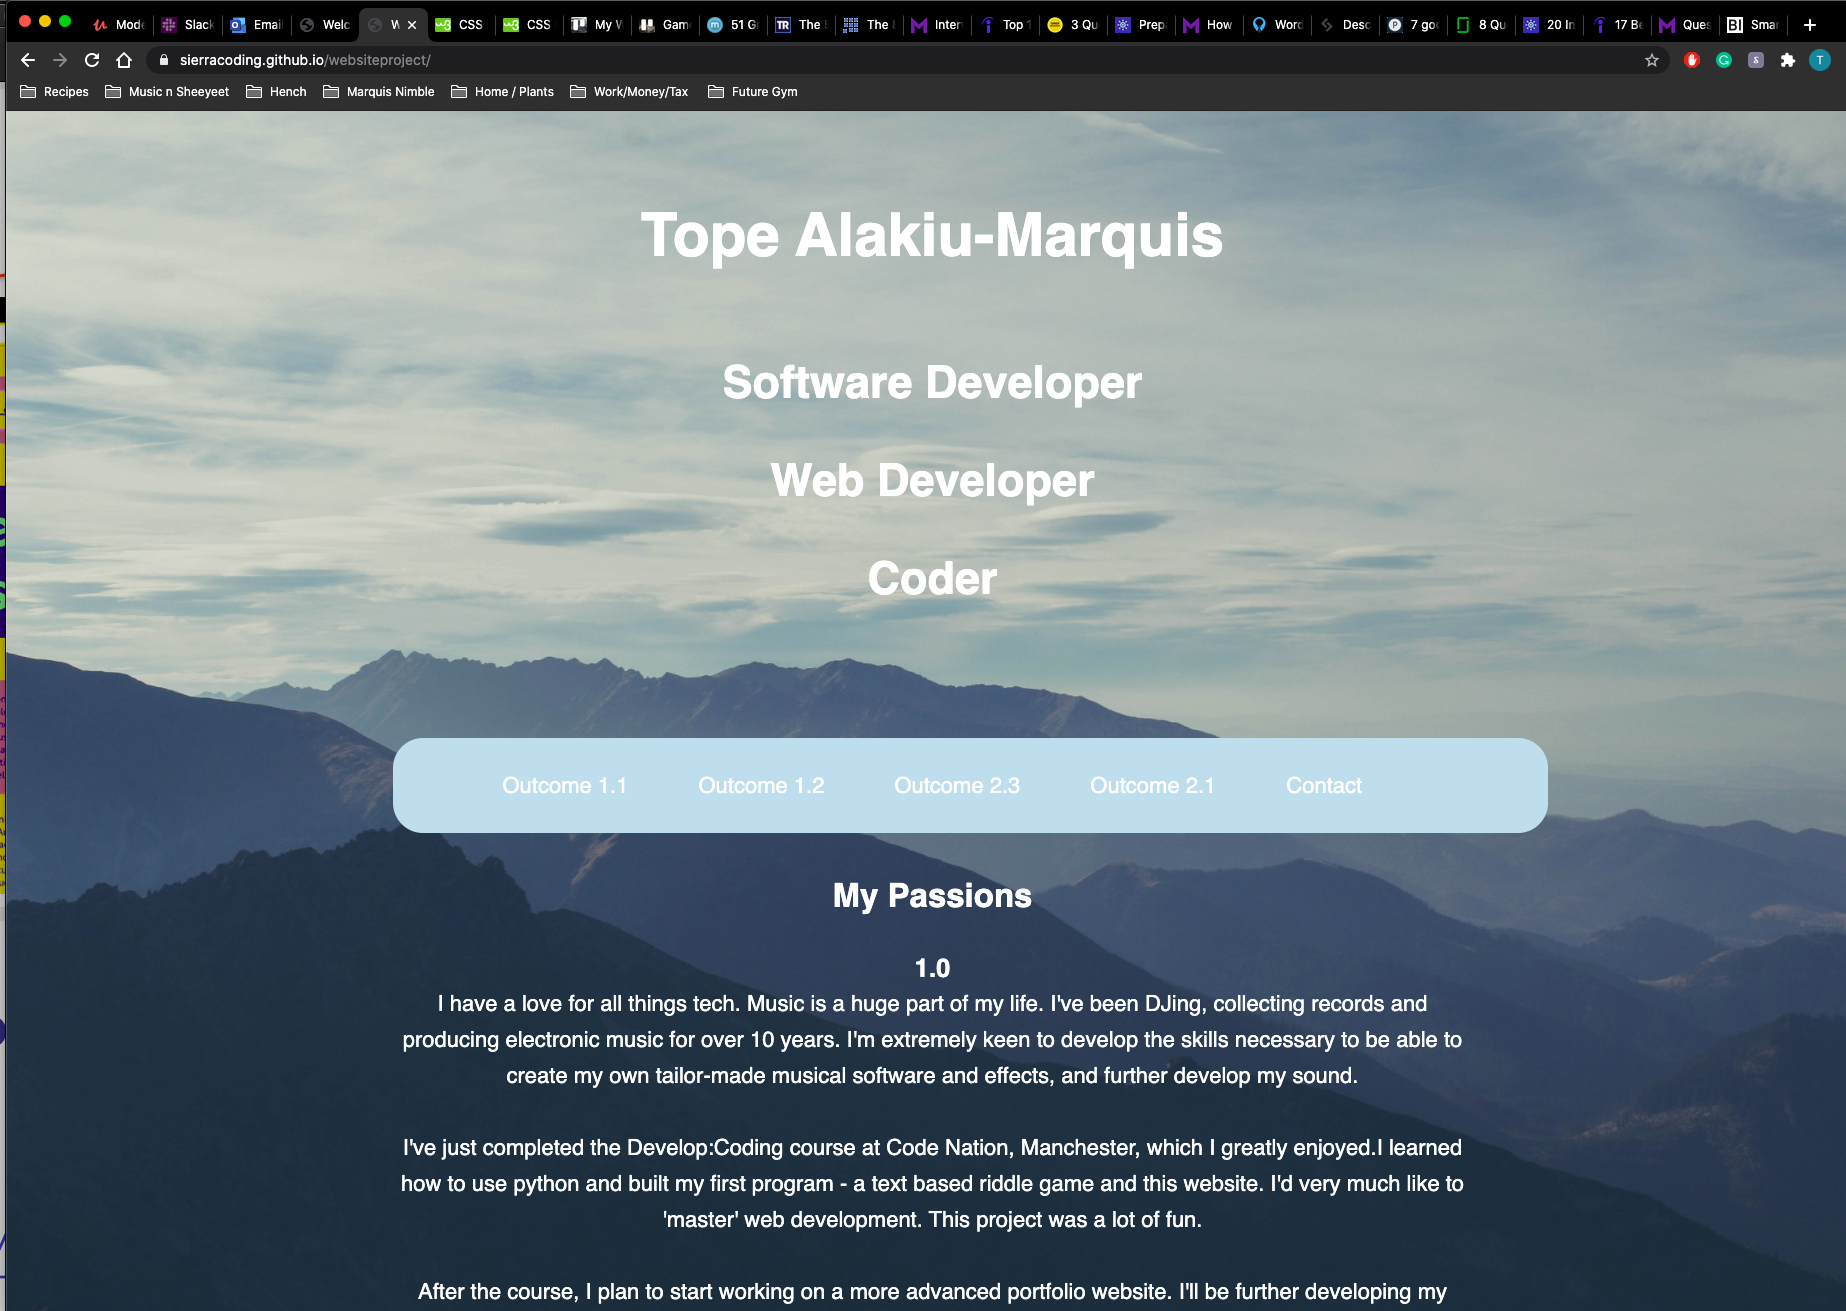 Mode Slack Email Welc W CSS CSS My W Gam 51 G The The Inter Top 1 3 Qu Prep How Word Desc 7 goo 8 Qu 20 In 17 Be Ques Smar
sierracoding.github.io/websiteproject/
T
Recipes Music n Sheeyeet Hench Marquis Nimble Home / Plants Work/Money/Tax Future Gym
Tope Alakiu-Marquis
Software Developer
Web Developer
Coder
Outcome 1.1 Outcome 1.2 Outcome 2.3 Outcome 2.1 Contact
My Passions
1.0
I have a love for all things tech. Music is a huge part of my life. I've been DJing, collecting records and
producing electronic music for over 10 years. I'm extremely keen to develop the skills necessary to be able to
create my own tailor-made musical software and effects, and further develop my sound.
I've just completed the Develop:Coding course at Code Nation, Manchester, which I greatly enjoyed.I learned
how to use python and built my first program - a text based riddle game and this website. I'd very much like to
'master' web development. This project was a lot of fun.
After the course, I plan to start working on a more advanced portfolio website. I'll be further developing my